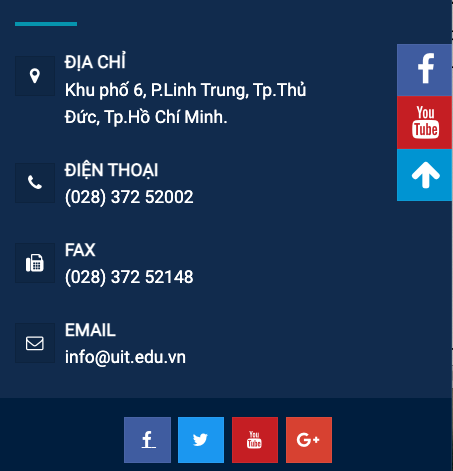 ĐỊA CHỈ
Khu phố 6, P.Linh Trung, Tp.Thủ
Đức, Tp.Hồ Chí Minh.
You
Tube
ĐIỆN THOẠI
(028) 372 52002
FAX
(028) 372 52148
EMAIL
info@uit.edu.vn
You
Tube
G+